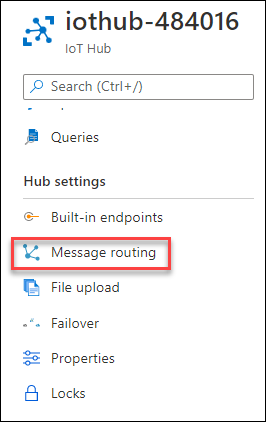 iothub-484016
IoT Hub
Search (Ctrl+/)
Queries
Hub settings
Built-in endpoints
Message routing
File upload
Failover
Properties
Locks